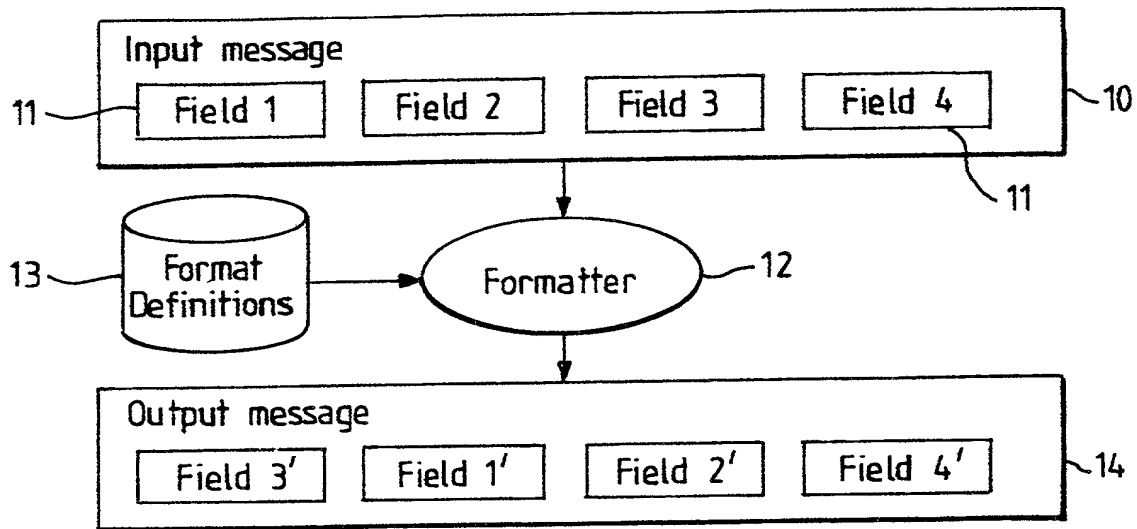 Input message
11
Field 1
Field 2
Field 3
Field 4
10
11
13
Format
Definitions
Formatter
12
Output message
Field 3′
Field 1′
Field 2′
Field 4′
14